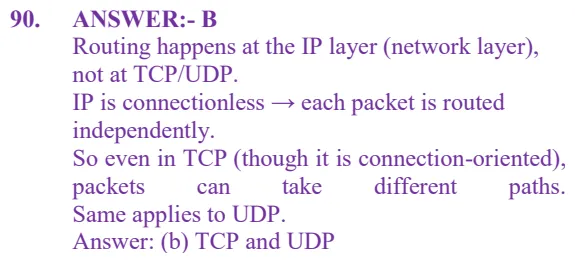 90. ANSWER:- B
Routing happens at the IP layer (network layer),
not at TCP/UDP.
IP is connectionless → each packet is routed
independently.
So even in TCP (though it is connection-oriented),
packets can take different paths.
Same applies to UDP.
Answer: (b) TCP and UDP